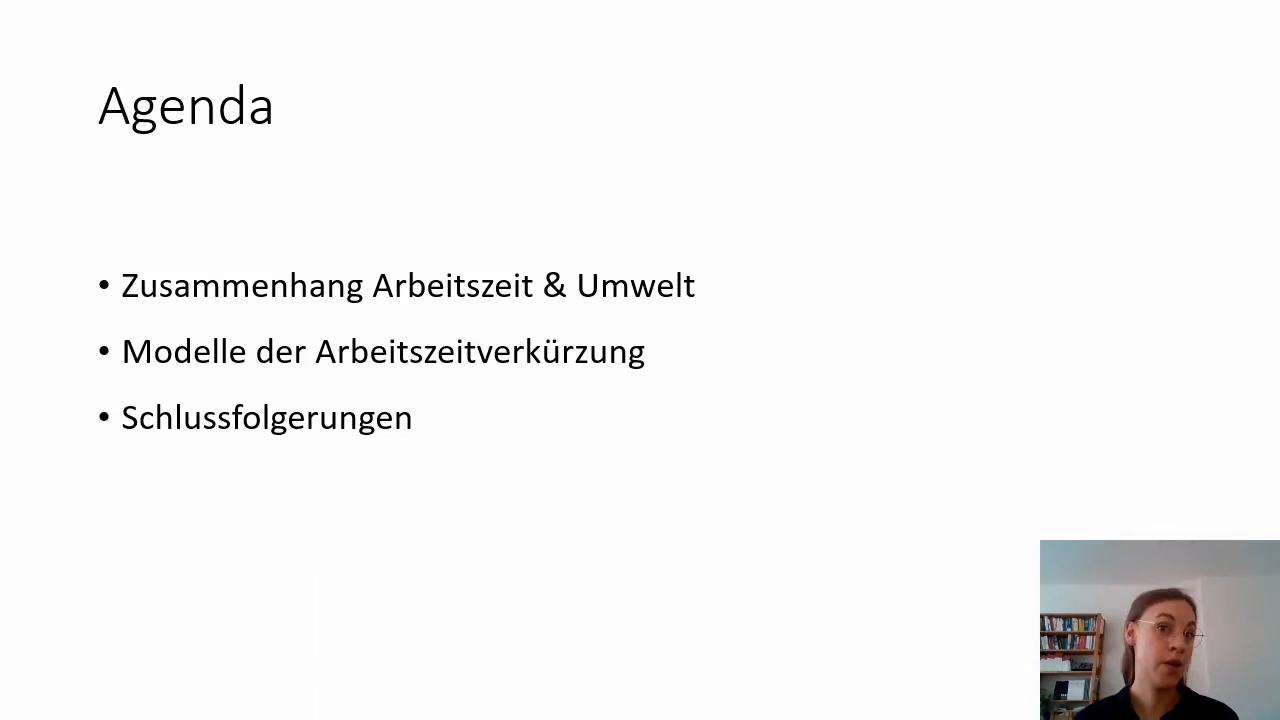 Agenda
• Zusammenhang Arbeitszeit & Umwelt
• Modelle der Arbeitszeitverkürzung
• Schlussfolgerungen